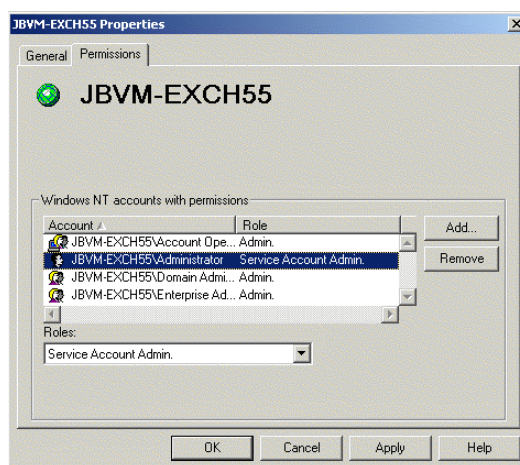 JBVM-EXCH55 Properties
General Permissions
JBVM-EXCH55
Windows NT accounts with permissions
Account Role
JBVM-EXCH55\Account Ope... Admin.
JBVM-EXCH55\Administrator Service Account Admin.
JBVM-EXCH55\Domain Admi... Admin.
JBVM-EXCH55\Enterprise Ad... Admin.
Add...
Remove
Roles:
Service Account Admin.
OK Cancel Apply Help